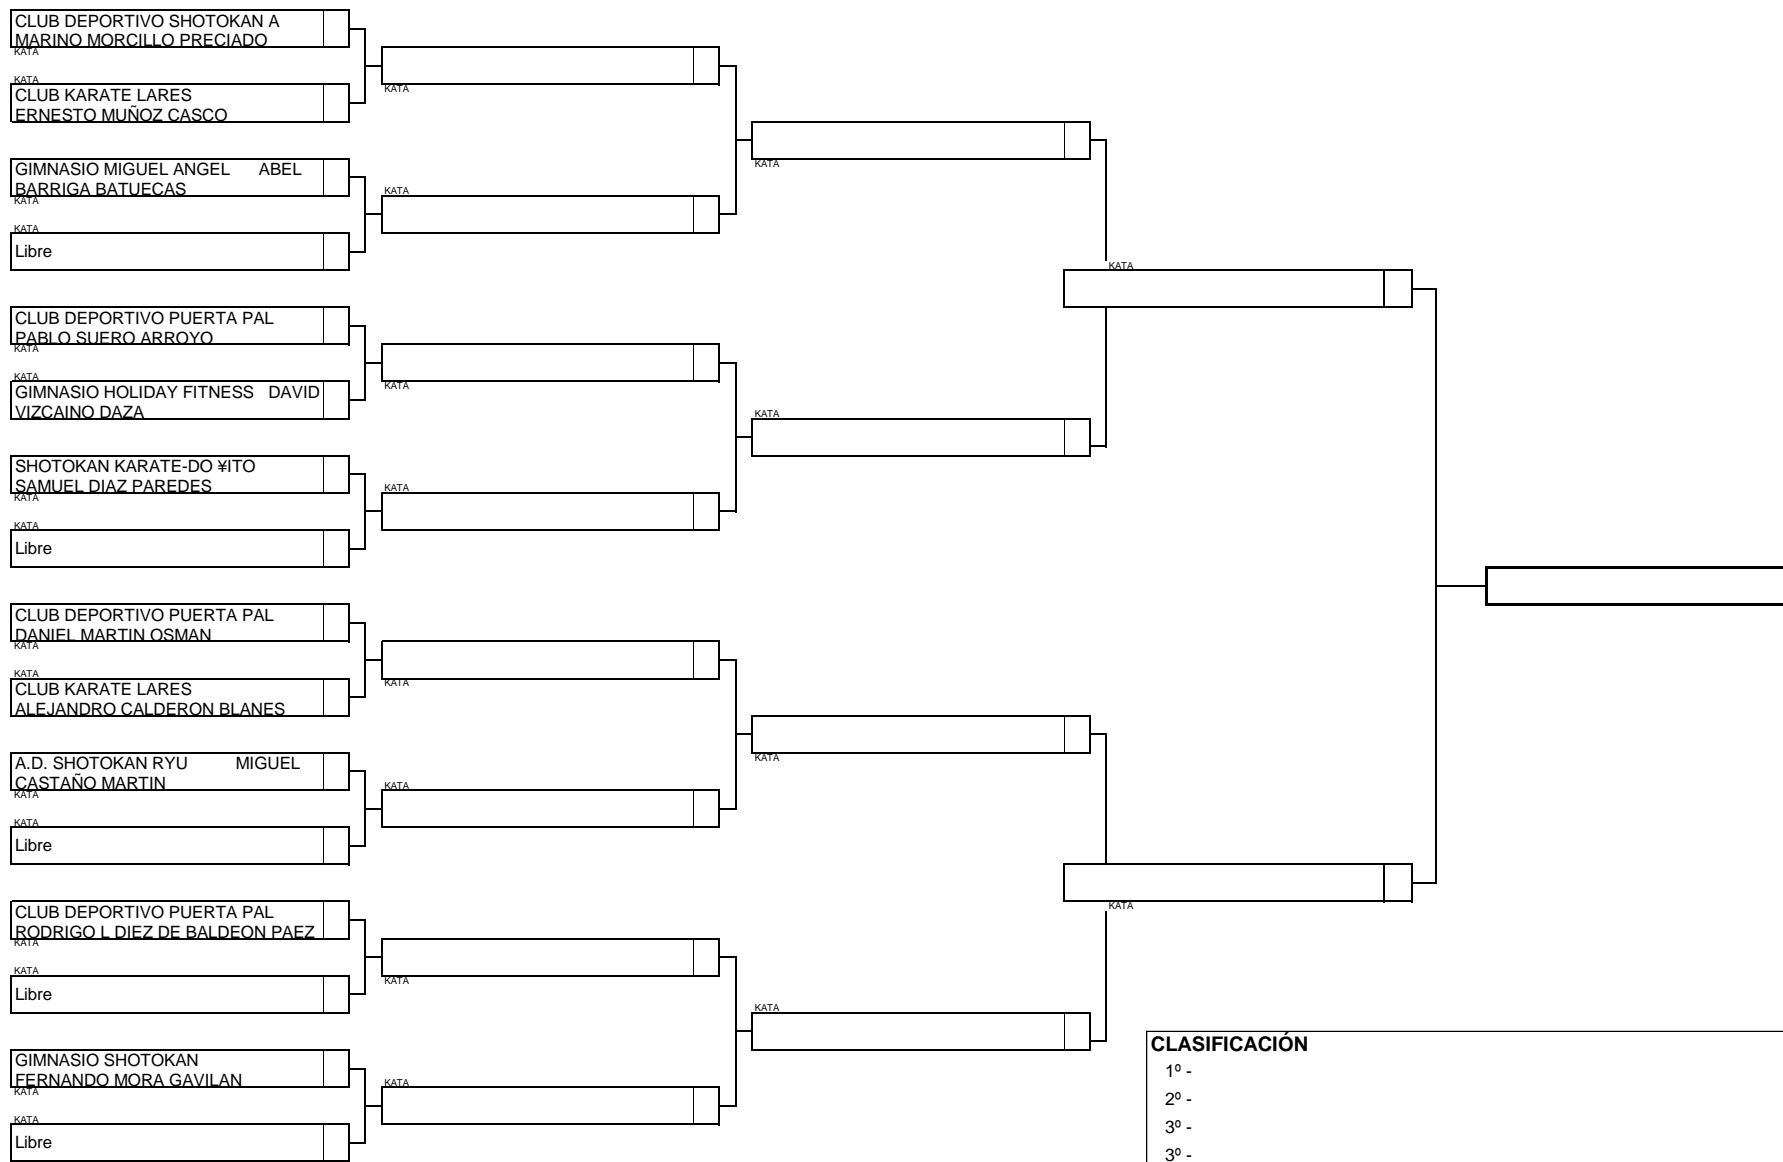 CLUB DEPORTIVO SHOTOKAN A
MARINO MORCILLO PRECIADO
KATA
KATA
CLUB KARATE LARES
ERNESTO MUÑOZ CASCO
GIMNASIO MIGUEL ANGEL ABEL
BARRIGA BATUECAS
KATA
KATA
Libre
CLUB DEPORTIVO PUERTA PAL
PABLO SUERO ARROYO
KATA
KATA
GIMNASIO HOLIDAY FITNESS DAVID
VIZCAINO DAZA
SHOTOKAN KARATE-DO ¥ITO
SAMUEL DIAZ PAREDES
KATA
KATA
Libre
CLUB DEPORTIVO PUERTA PAL
DANIEL MARTIN OSMAN
KATA
KATA
CLUB KARATE LARES
ALEJANDRO CALDERON BLANES
A.D. SHOTOKAN RYU MIGUEL
CASTAÑO MARTIN
KATA
KATA
Libre
CLUB DEPORTIVO PUERTA PAL
RODRIGO L DIEZ DE BALDEON PAEZ
KATA
KATA
Libre
GIMNASIO SHOTOKAN
FERNANDO MORA GAVILAN
KATA
KATA
Libre
KATA
KATA
KATA
KATA
KATA
KATA
KATA
KATA
KATA
KATA
KATA
KATA
KATA
KATA
CLASIFICACIÓN
1º -
2º -
3º -
3º -